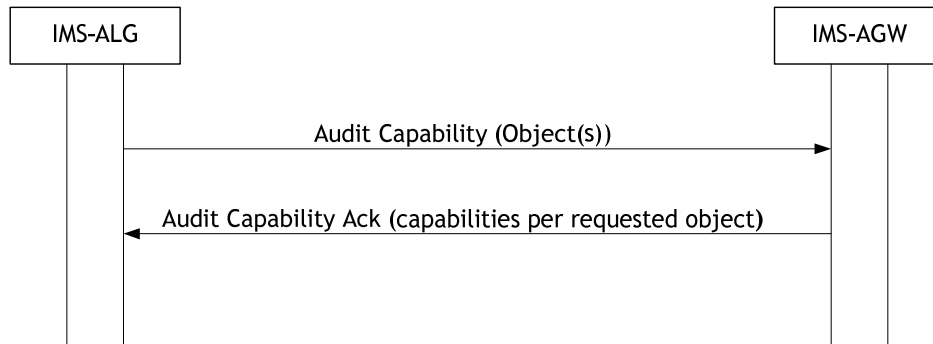 IMS-ALG
IMS-AGW
Audit Capability (Object(s))
Audit Capability Ack (capabilities per requested object)